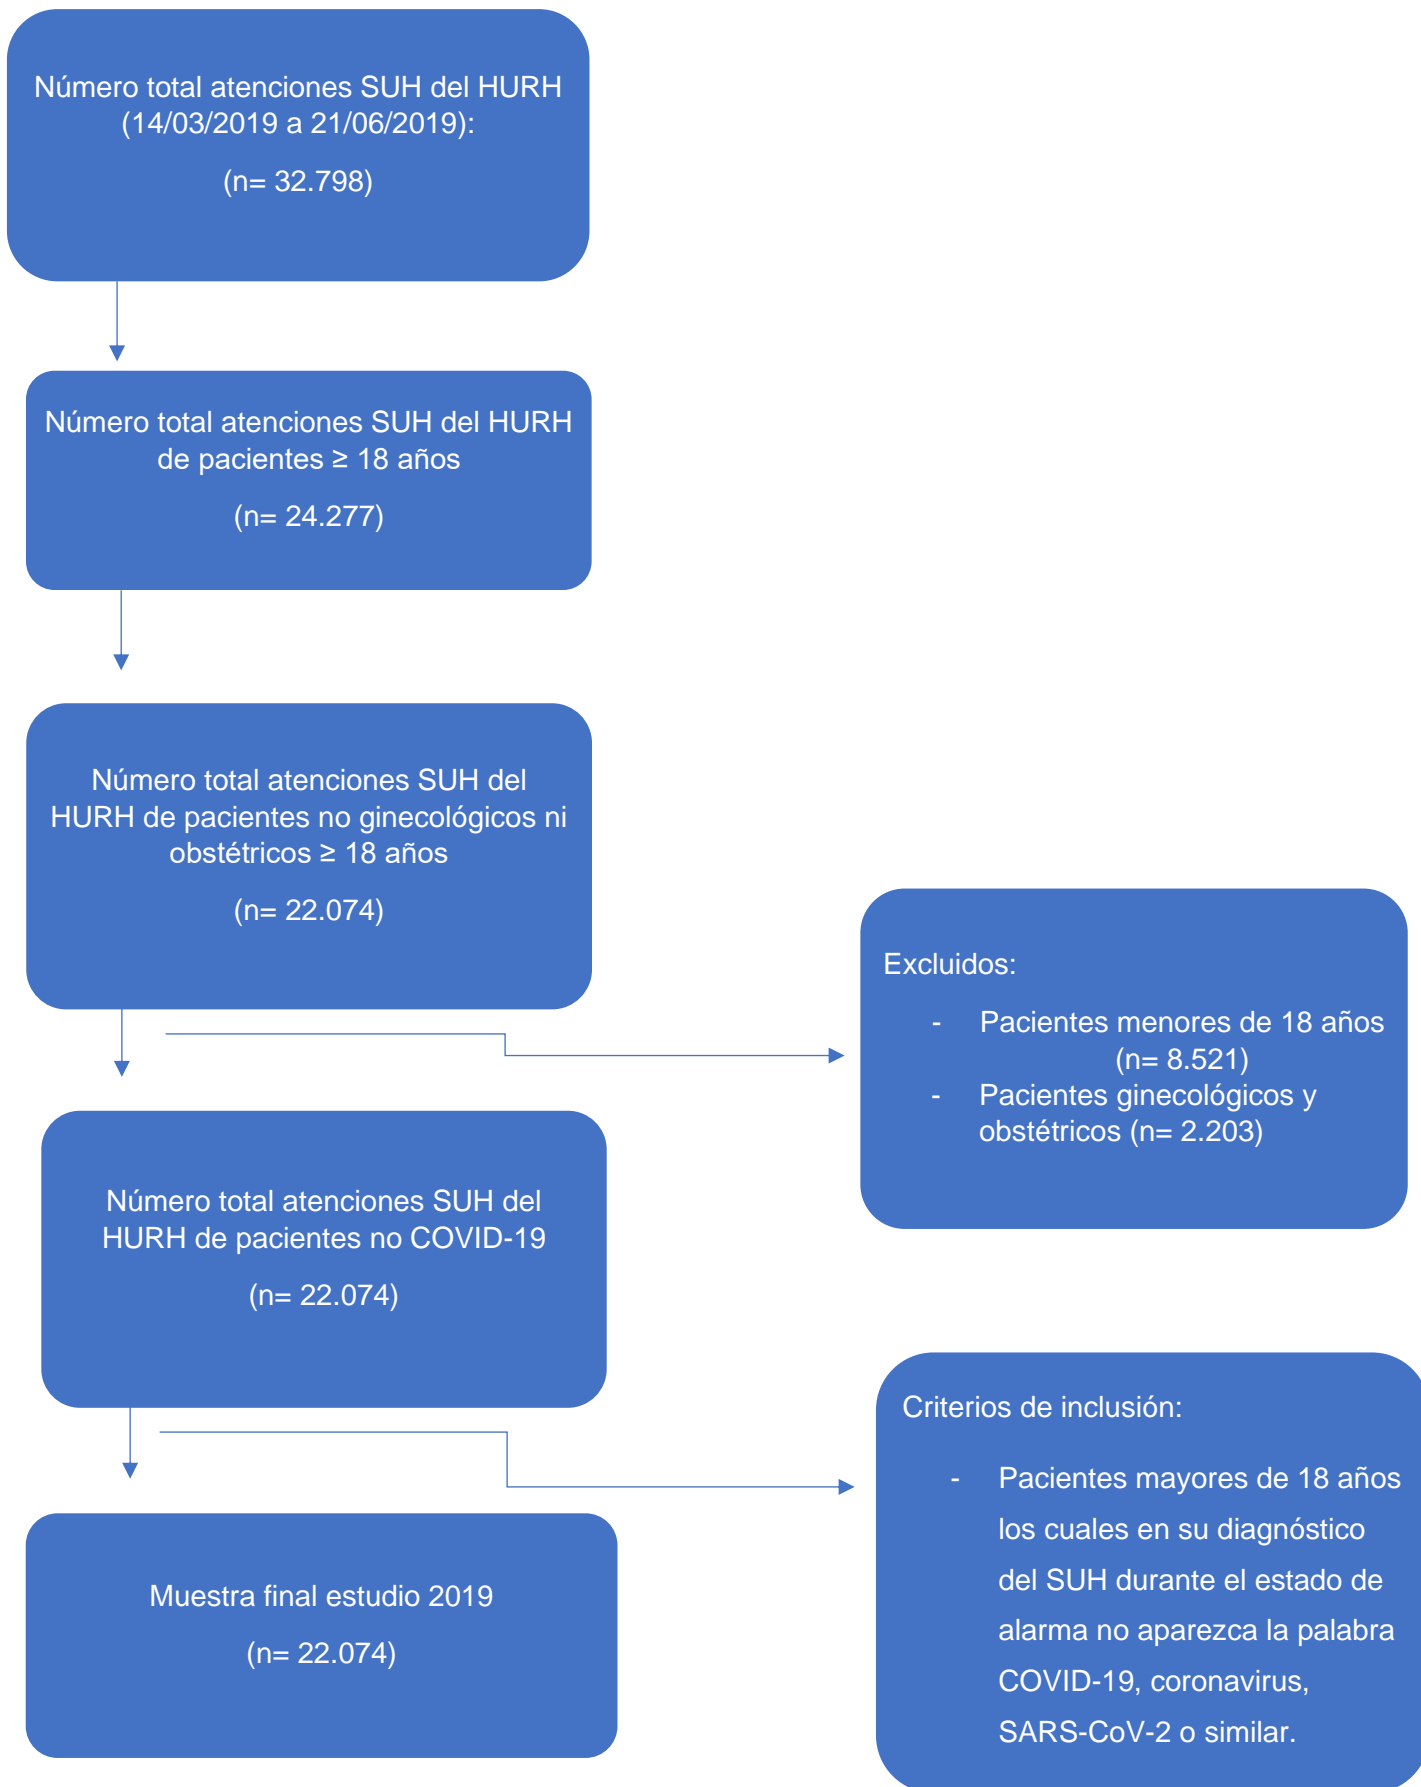 Número total atenciones SUH del HURH
(14/03/2019 a 21/06/2019):
(n= 32.798)
Número total atenciones SUH del HURH
de pacientes ≥ 18 años
(n= 24.277)
Número total atenciones SUH del
HURH de pacientes no ginecológicos ni
obstétricos ≥ 18 años
(n= 22.074)
Excluidos:
- Pacientes menores de 18 años
(n= 8.521)
- Pacientes ginecológicos y
obstétricos (n= 2.203)
Número total atenciones SUH del
HURH de pacientes no COVID-19
(n= 22.074)
Criterios de inclusión:
- Pacientes mayores de 18 años
los cuales en su diagnóstico
del SUH durante el estado de
alarma no aparezca la palabra
COVID-19, coronavirus,
SARS-CoV-2 o similar.
Muestra final estudio 2019
(n= 22.074)